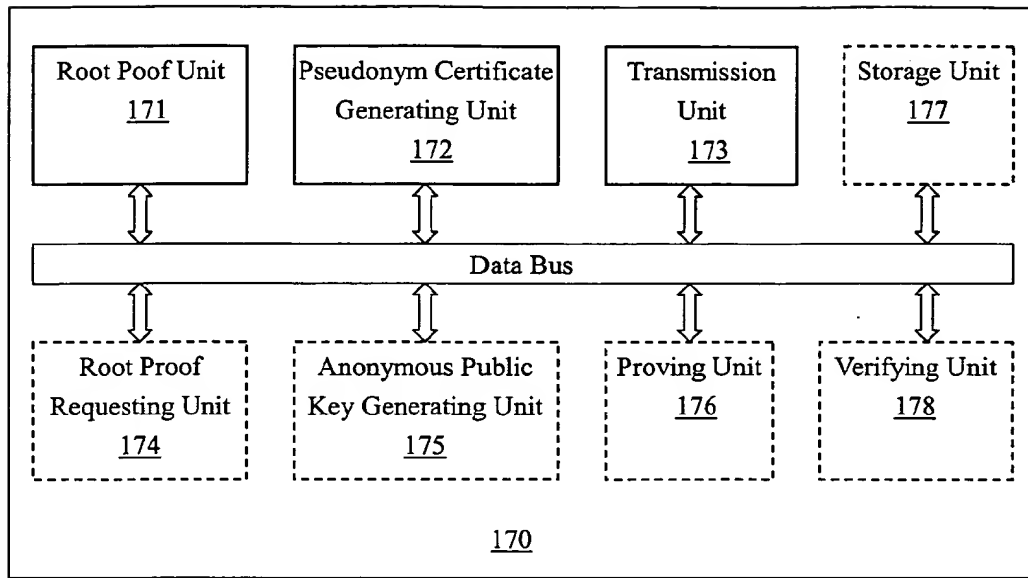 Root Poof Unit
171
Pseudonym Certificate
Generating Unit
172
Transmission
Unit
173
Storage Unit
177
Data Bus
Root Proof
Requesting Unit
174
Anonymous Public
Key Generating Unit
175
Proving Unit
176
Verifying Unit
178
170